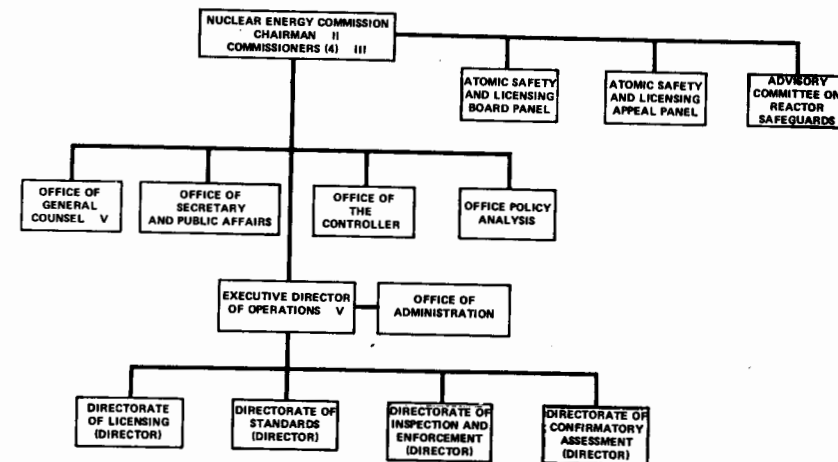 NUCLEAR ENERGY COMMISSION
CHAIRMAN II
COMMISSIONERS (4) III
ATOMIC SAFETY
AND LICENSING
BOARD PANEL
ATOMIC SAFETY
AND LICENSING
APPEAL PANEL
ADVISORY
COMMITTEE ON
REACTOR
SAFEGUARDS
OFFICE OF
GENERAL
COUNSEL V
OFFICE OF
SECRETARY
AND PUBLIC AFFAIRS
OFFICE OF
THE
CONTROLLER
OFFICE POLICY
ANALYSIS
EXECUTIVE DIRECTOR
OF OPERATIONS V
OFFICE OF
ADMINISTRATION
DIRECTORATE
OF LICENSING
(DIRECTOR)
DIRECTORATE OF
STANDARDS
(DIRECTOR)
DIRECTORATE OF
INSPECTION AND
ENFORCEMENT
(DIRECTOR)
DIRECTORATE OF
CONFIRMATORY
ASSESSMENT
(DIRECTOR)